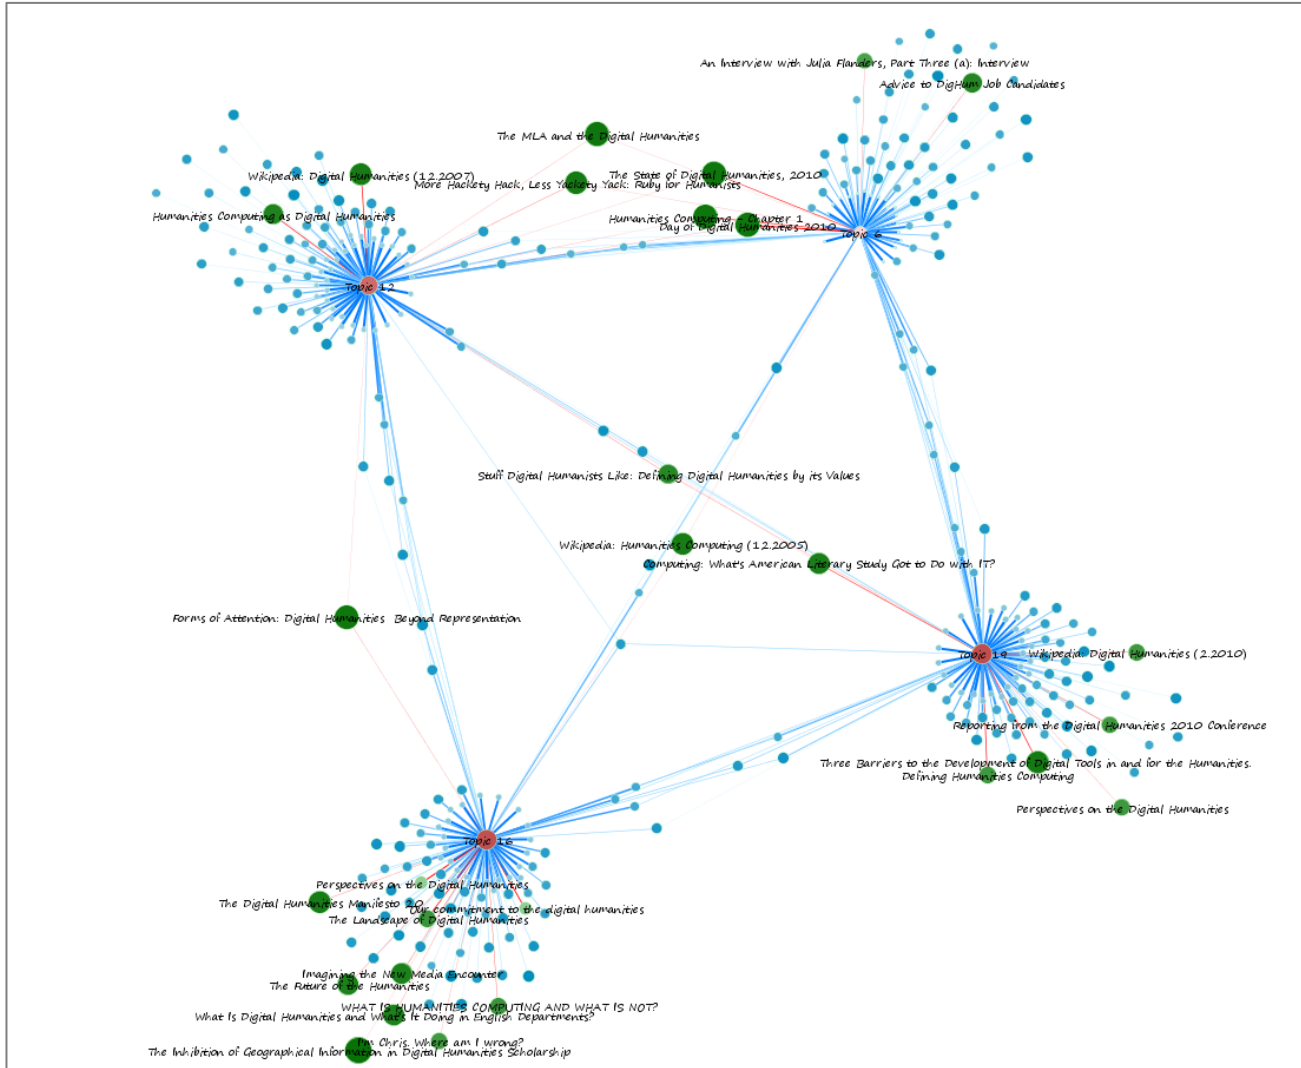 An Interview with Julia Flanders, Part Three (a): Interview
Advice to DigHum Job Candidates
The MLA and the Digital Humanities
Wikipedia: Digital Humanities (12.2007)
The State of Digital Humanities, 2010
More Hackety Hack, Less Yackety Yack: Ruby for Humanists
Humanities Computing as Digital Humanities
Humanities Computing - Chapter 1
Day of Digital Humanities 2010
Topic 6
Topic 12
Stuff Digital Humanists Like: Defining Digital Humanities by its Values
Wikipedia: Humanities Computing (12.2005)
Computing: What's American Literary Study Got to Do with IT?
Forms of Attention: Digital Humanities Beyond Representation
Topic 19
Wikipedia: Digital Humanities (2.2010)
Reporting from the Digital Humanities 2010 Conference
Three Barriers to the Development of Digital Tools in and for the Humanities.
Defining Humanities Computing
Perspectives on the Digital Humanities
Topic 16
Perspectives on the Digital Humanities
The Digital Humanities Manifesto 2.0
Our commitment to the digital humanities
The Landscape of Digital Humanities
Imagining the New Media Encounter
The Future of the Humanities
WHAT IS HUMANITIES COMPUTING AND WHAT IS NOT?
What Is Digital Humanities and What's It Doing in English Departments?
I'm Chris. Where am I wrong?
The Inhibition of Geographical Information in Digital Humanities Scholarship